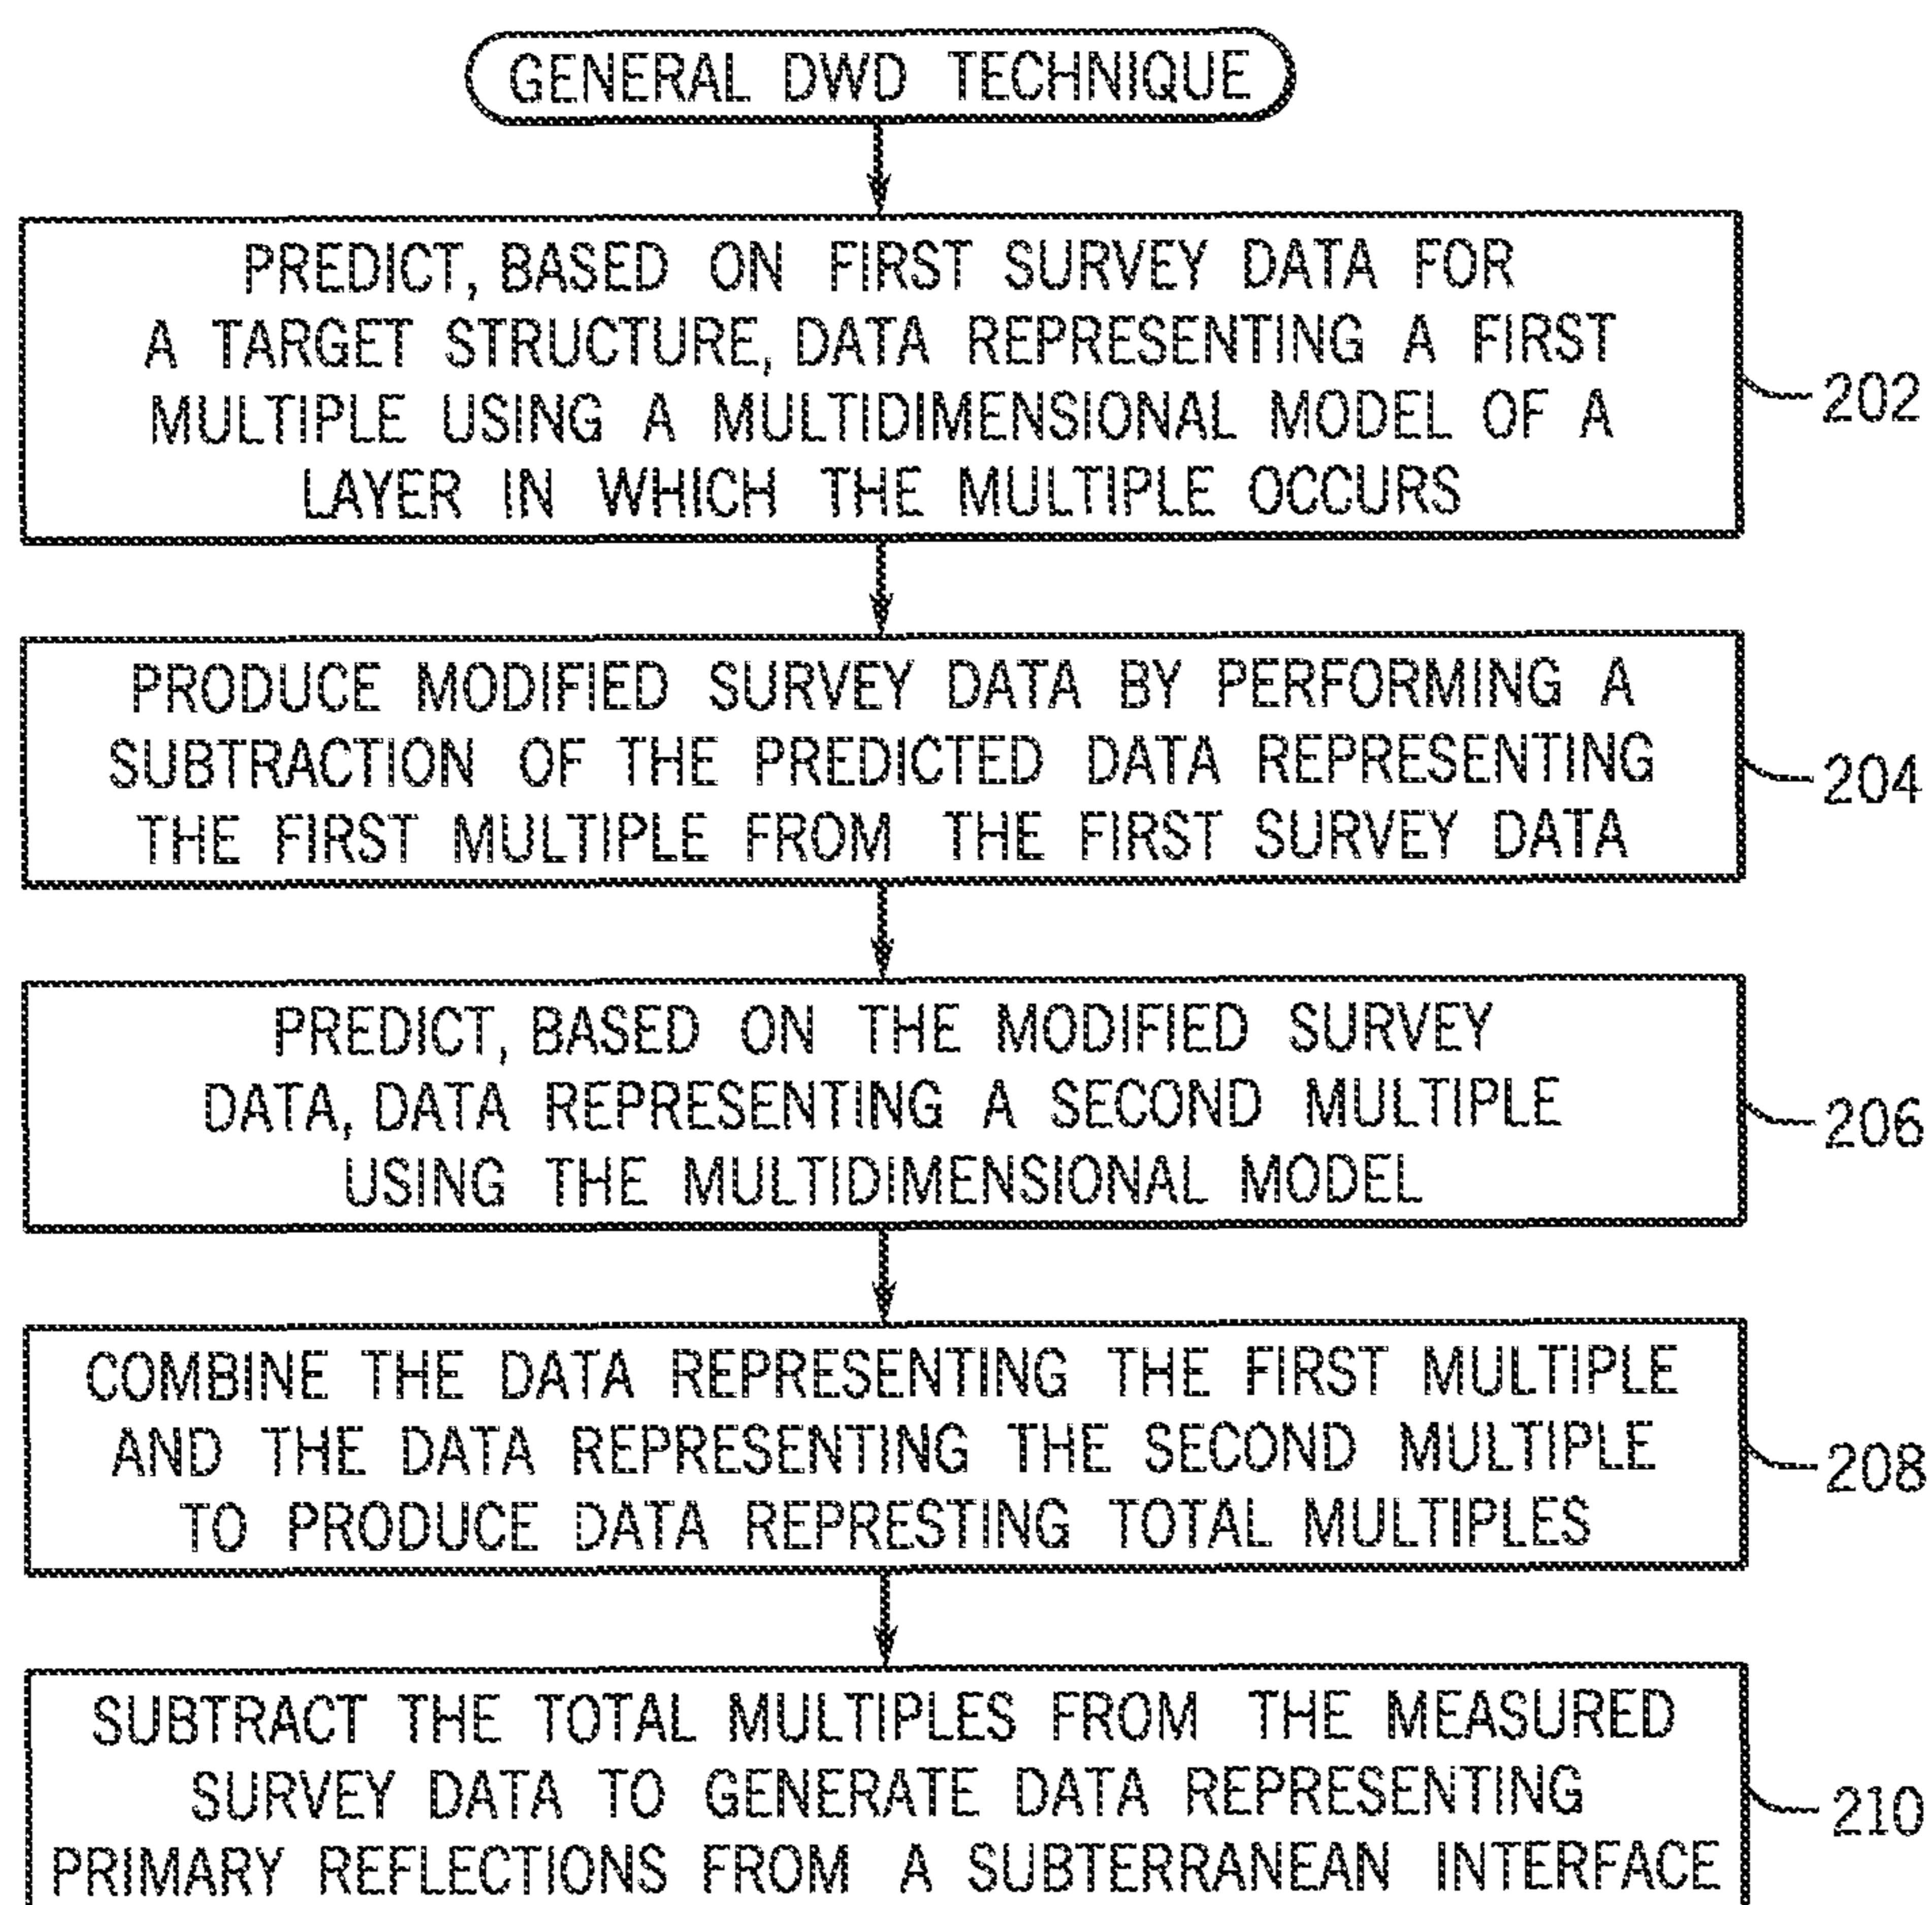 GENERAL DWD TECHNIQUE
PREDICT, BASED ON FIRST SURVEY DATA FOR
A TARGET STRUCTURE, DATA REPRESENTING A FIRST
MULTIPLE USING A MULTIDIMENSIONAL MODEL OF A
LAYER IN WHICH THE MULTIPLE OCCURS
202
PRODUCE MODIFIED SURVEY DATA BY PERFORMING A
SUBTRACTION OF THE PREDICTED DATA REPRESENTING
THE FIRST MULTIPLE FROM THE FIRST SURVEY DATA
204
PREDICT, BASED ON THE MODIFIED SURVEY
DATA, DATA REPRESENTING A SECOND MULTIPLE
USING THE MULTIDIMENSIONAL MODEL
206
COMBINE THE DATA REPRESENTING THE FIRST MULTIPLE
AND THE DATA REPRESENTING THE SECOND MULTIPLE
TO PRODUCE DATA REPRESTING TOTAL MULTIPLES
208
SUBTRACT THE TOTAL MULTIPLES FROM THE MEASURED
SURVEY DATA TO GENERATE DATA REPRESENTING
PRIMARY REFLECTIONS FROM A SUBTERRANEAN INTERFACE
210